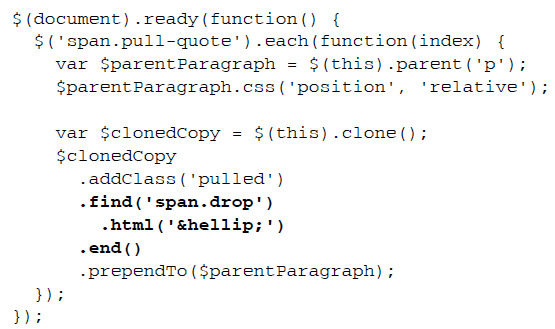 $(document).ready(function() {
  $('span.pull-quote').each(function(index) {
    var $parentParagraph = $(this).parent('p');
    $parentParagraph.css('position', 'relative');

    var $clonedCopy = $(this).clone();
    $clonedCopy
      .addClass('pulled')
      .find('span.drop')
        .html('&hellip;')
      .end()
      .prependTo($parentParagraph);
  });
});